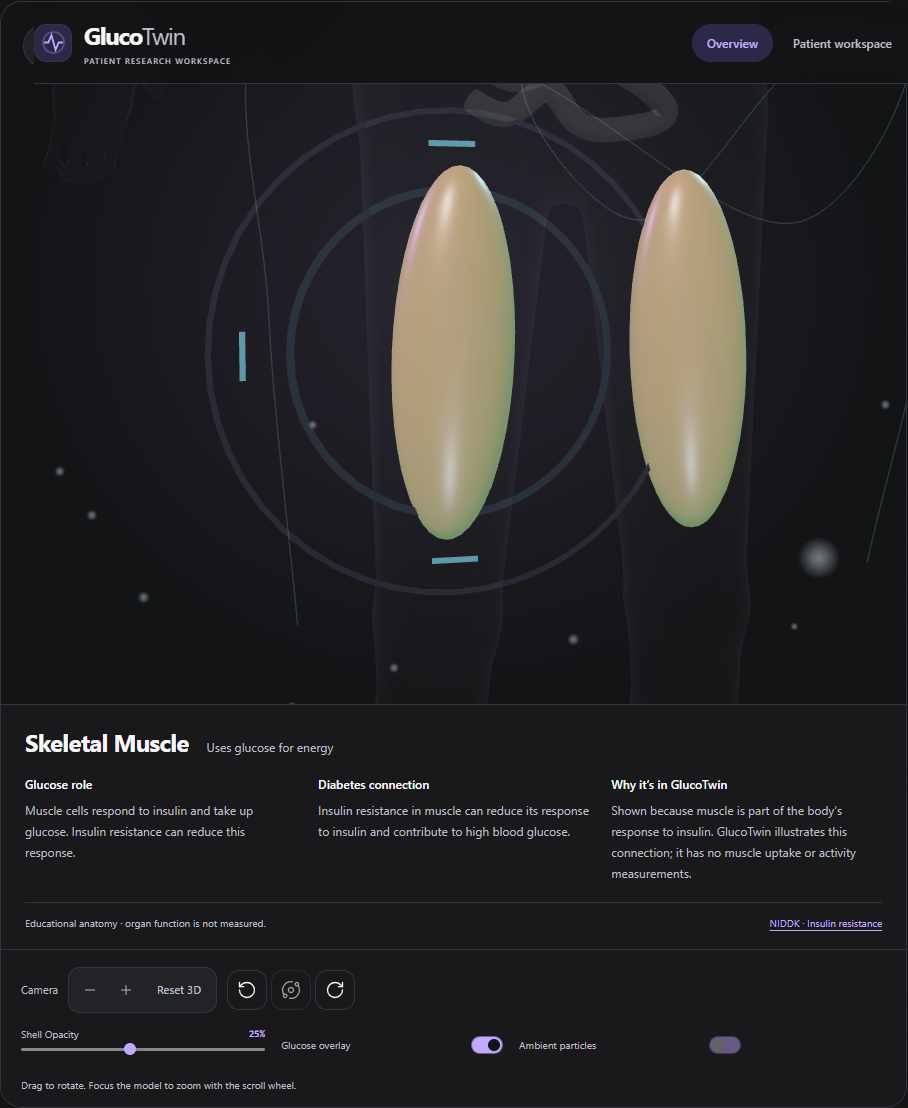 GlucoTwin
PATIENT RESEARCH WORKSPACE
Overview
Patient workspace
Skeletal Muscle
Uses glucose for energy
Glucose role
Muscle cells respond to insulin and take up
glucose. Insulin resistance can reduce this
response.
Diabetes connection
Insulin resistance in muscle can reduce its response
to insulin and contribute to high blood glucose.
Why it's in GlucoTwin
Shown because muscle is part of the body's
response to insulin. GlucoTwin illustrates this
connection; it has no muscle uptake or activity
measurements.
Educational anatomy · organ function is not measured.
NIDDK · Insulin resistance
Camera
− + Reset 3D
Shell Opacity 25%
Glucose overlay
Ambient particles
Drag to rotate. Focus the model to zoom with the scroll wheel.